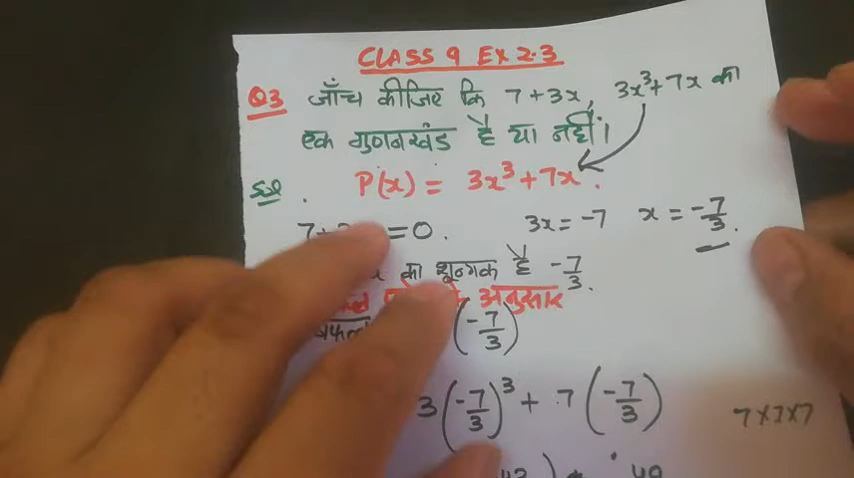 CLASS 9 EX 2.3
Q3 जाँच कीजिए कि 7+3x, 3x³+7x का
एक गुणनखंड है या नहीं।
P(x) = 3x³+7x.
=0. 3x = -7 x = -7/3.
का शून्यक है -7/3.
अनुसार
(-7/3)
3(-7/3)³ + 7(-7/3)
7×7×7
49